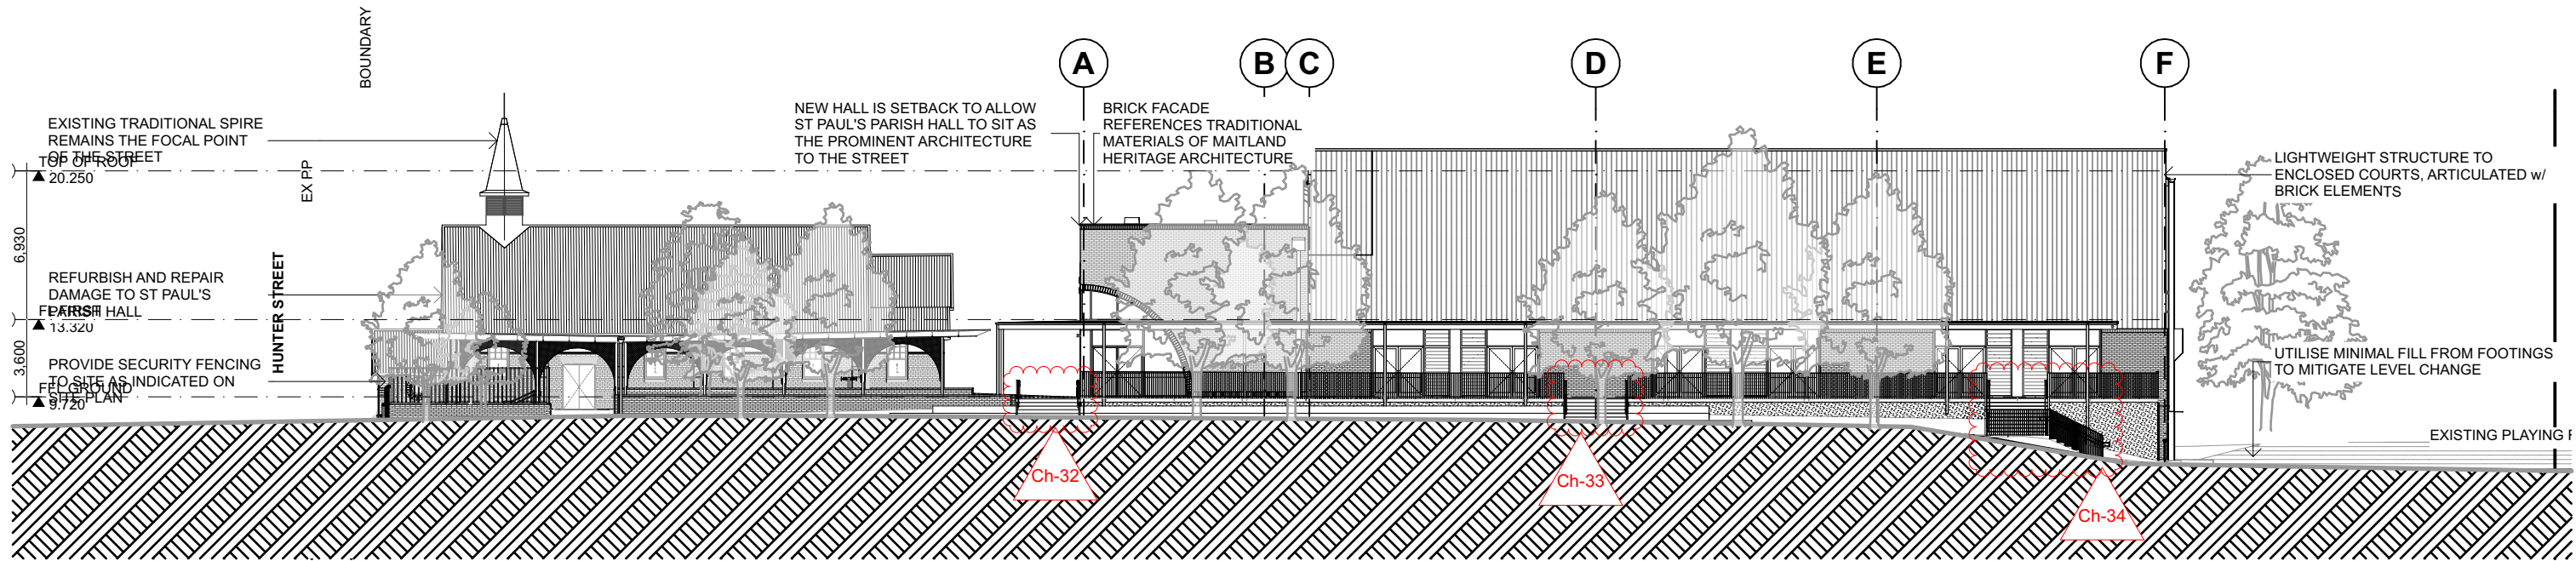 BOUNDARY
A
B
C
D
E
F
EXISTING TRADITIONAL SPIRE
REMAINS THE FOCAL POINT
OF THE STREET
TOP OF ROOF
20.250
EX PP
NEW HALL IS SETBACK TO ALLOW
ST PAUL'S PARISH HALL TO SIT AS
THE PROMINENT ARCHITECTURE
TO THE STREET
BRICK FACADE
REFERENCES TRADITIONAL
MATERIALS OF MAITLAND
HERITAGE ARCHITECTURE
LIGHTWEIGHT STRUCTURE TO
ENCLOSED COURTS, ARTICULATED w/
BRICK ELEMENTS
6,930
REFURBISH AND REPAIR
DAMAGE TO ST PAUL'S
PARISH HALL
13.320
HUNTER STREET
3,600
PROVIDE SECURITY FENCING
TO SITE AS INDICATED ON
SITE PLAN
FFL GROUND
9.720
UTILISE MINIMAL FILL FROM FOOTINGS
TO MITIGATE LEVEL CHANGE
EXISTING PLAYING
Ch-32
Ch-33
Ch-34